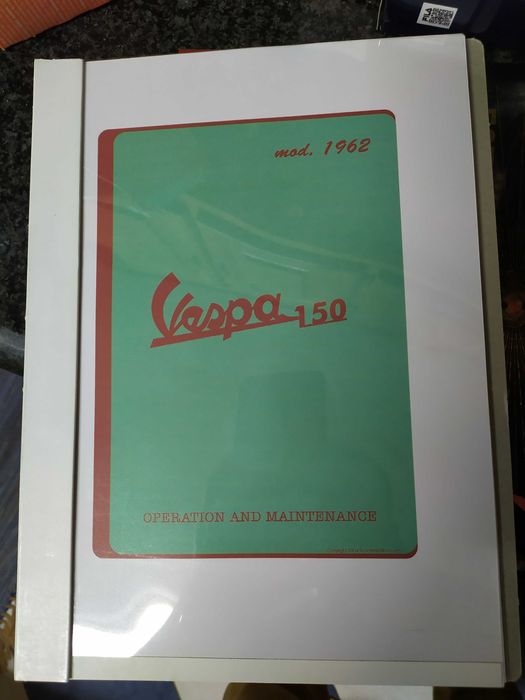 mod. 1962
Vespa 150
OPERATION AND MAINTENANCE